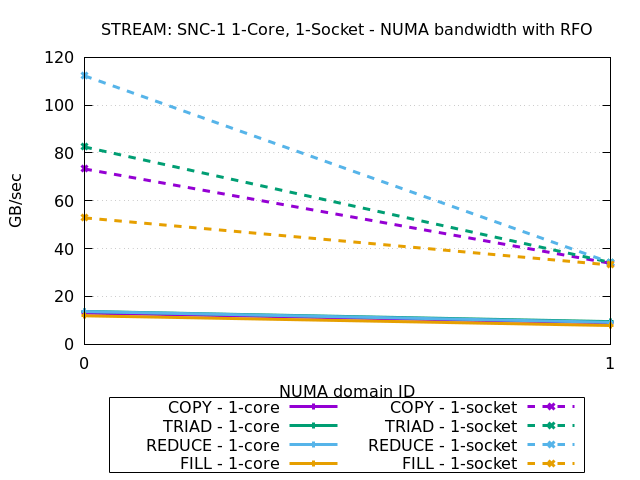 STREAM: SNC-1 1-Core, 1-Socket - NUMA bandwidth with RFO
120
100
80
60
40
20
0
GB/sec
0 1
NUMA domain ID
COPY - 1-core COPY - 1-socket
TRIAD - 1-core TRIAD - 1-socket
REDUCE - 1-core REDUCE - 1-socket
FILL - 1-core FILL - 1-socket